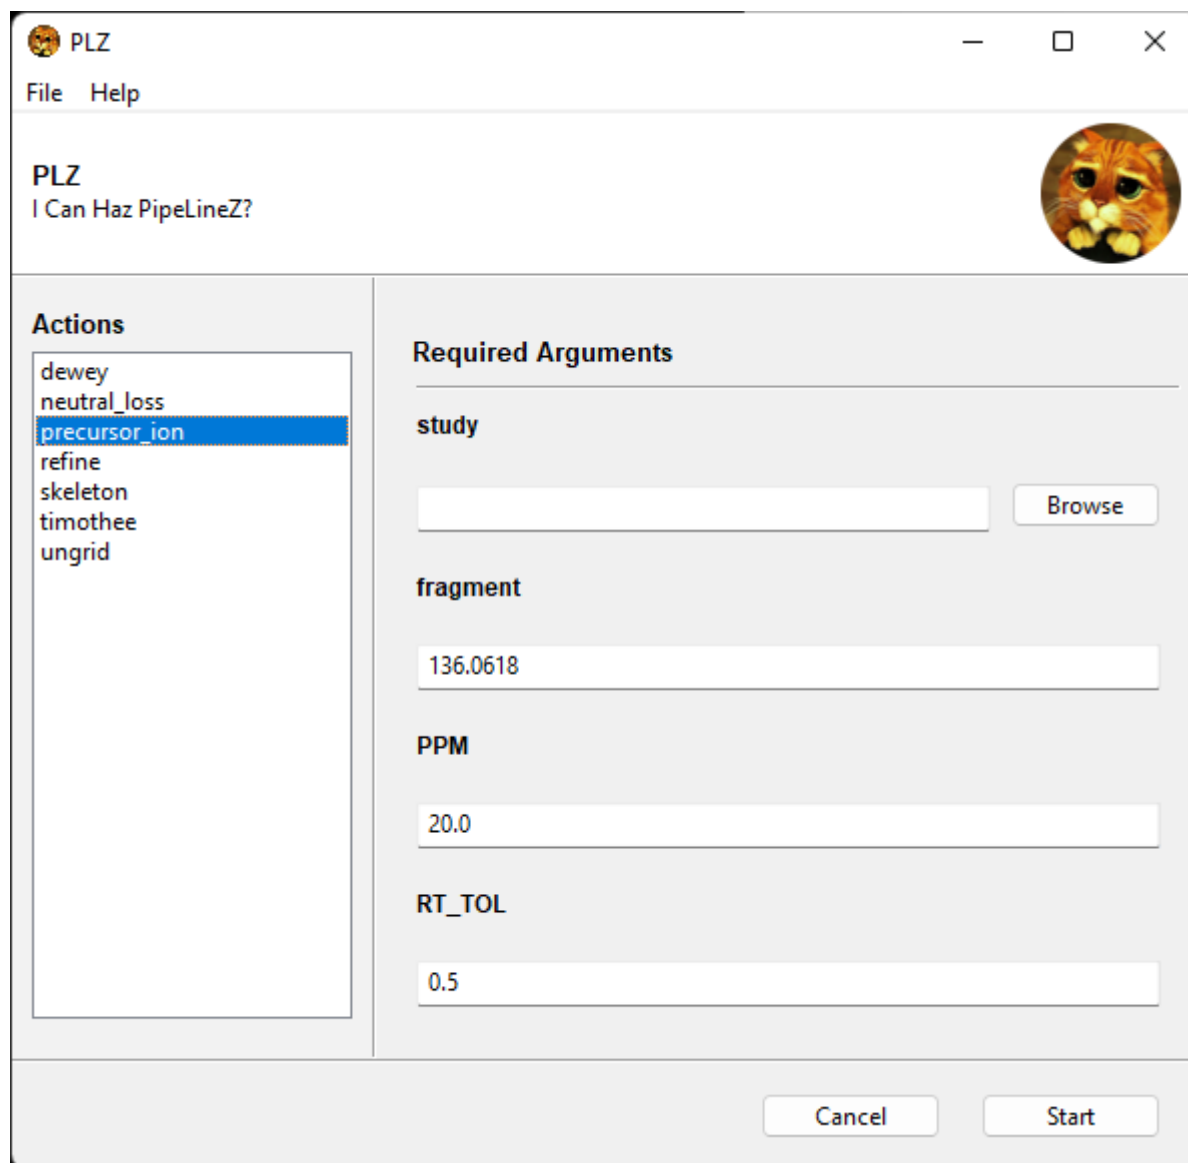 PLZ
File Help
PLZ
I Can Haz PipeLineZ?
Actions
dewey
neutral_loss
precursor_ion
refine
skeleton
timothee
ungrid
Required Arguments
study
Browse
fragment
136.0618
PPM
20.0
RT_TOL
0.5
Cancel Start